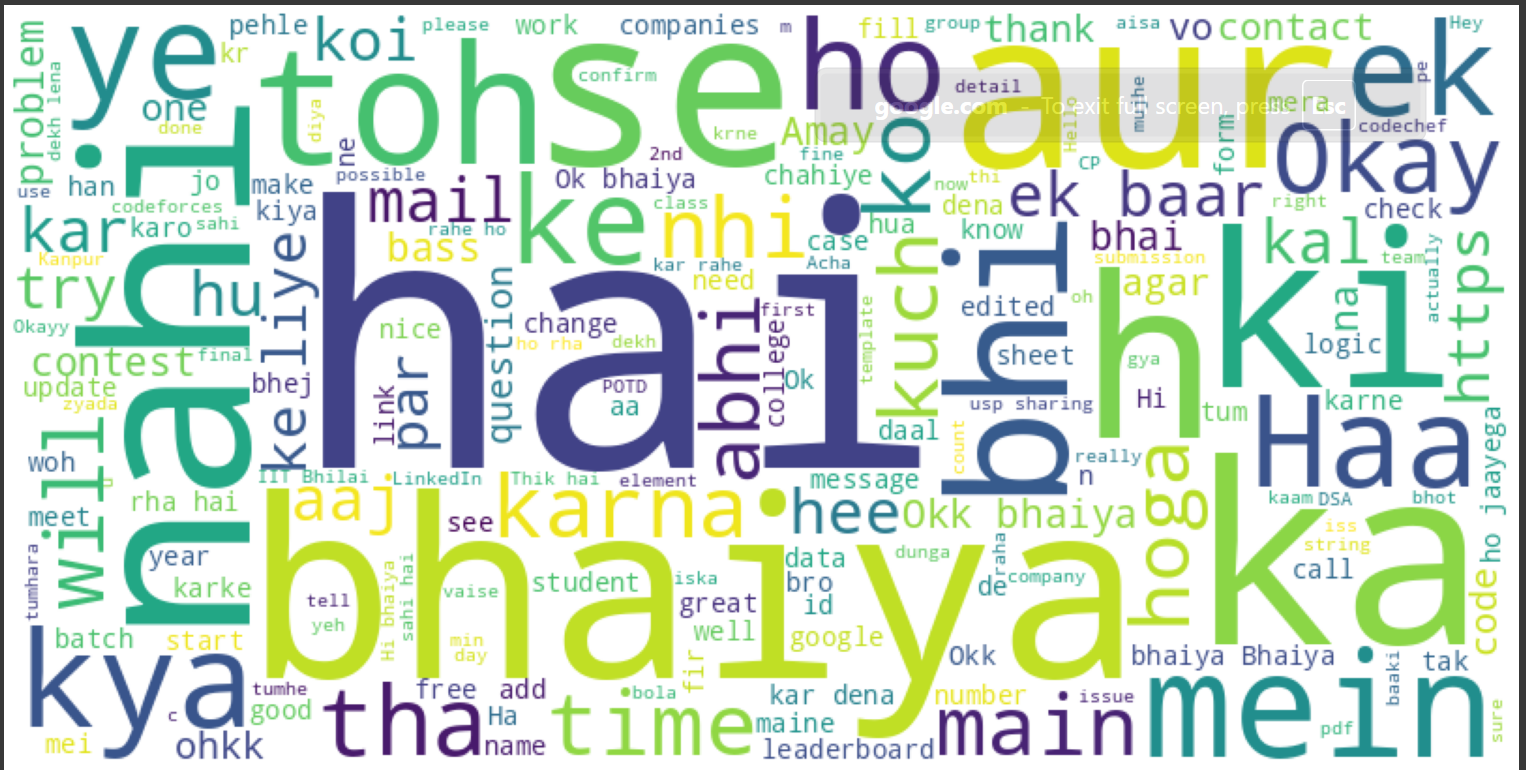 problem
dekh lena
ye
pehle
kr
koi
please
work
companies
m
ho
fill
group
thank
aisa
vo
contact
ek
Hey
pe
one
done
tohse
diya
confirm
krne
Amay
detail
google.com - To exit full screen, press Esc
aur
Hello
mujhe
mera
form
codechef
Okay
use
han
jo
codeforces
make
kiya
ne
possible
mail
2nd
Ok bhaiya
fine
chahiye
ko
now
thi
dena
CP
ek baar
right
check
kar
karo
sahi
Kanpur
nahi
ke liye
bass
rahe ho
ke
class
nhi
case
hua
know
bhai
submission
kal
team
actually
https
try
hu
Okayy
hai
kar rahe
need
Acha
kuch
bhi
edited
oh
agar
ki
na
contest
final
update
zyada
bhej
nice
question
change
ho rha
dekh
first
college
abhi
template
sheet
h
gya
logic
link
par
POTD
aa
Ok
usp sharing
Hi
tum
karne
Haa
will
woh
u
rha hai
meet
IIT Bhilai
LinkedIn
Thik hai
element
message
daal
count
really
n
kaam
DSA
bhot
ho jaayega
aaj
see
karna
hee
Okk bhaiya
hoga
ka
iss
string
call
code
tumhara
year
karke
bhaiya
tell
yeh
Hi bhaiya
sahi hai
vaise
student
iska
great
well
data
bro
id
google
dunga
raha
de
company
batch
start
min
day
fir
Okk
bhaiya Bhaiya
baaki
tak
kya
mei
c
ohkk
tumhe
good
tha
free
add
Ha
name
time
bola
kar dena
maine
leaderboard
number
main
issue
mein
pdf
sure